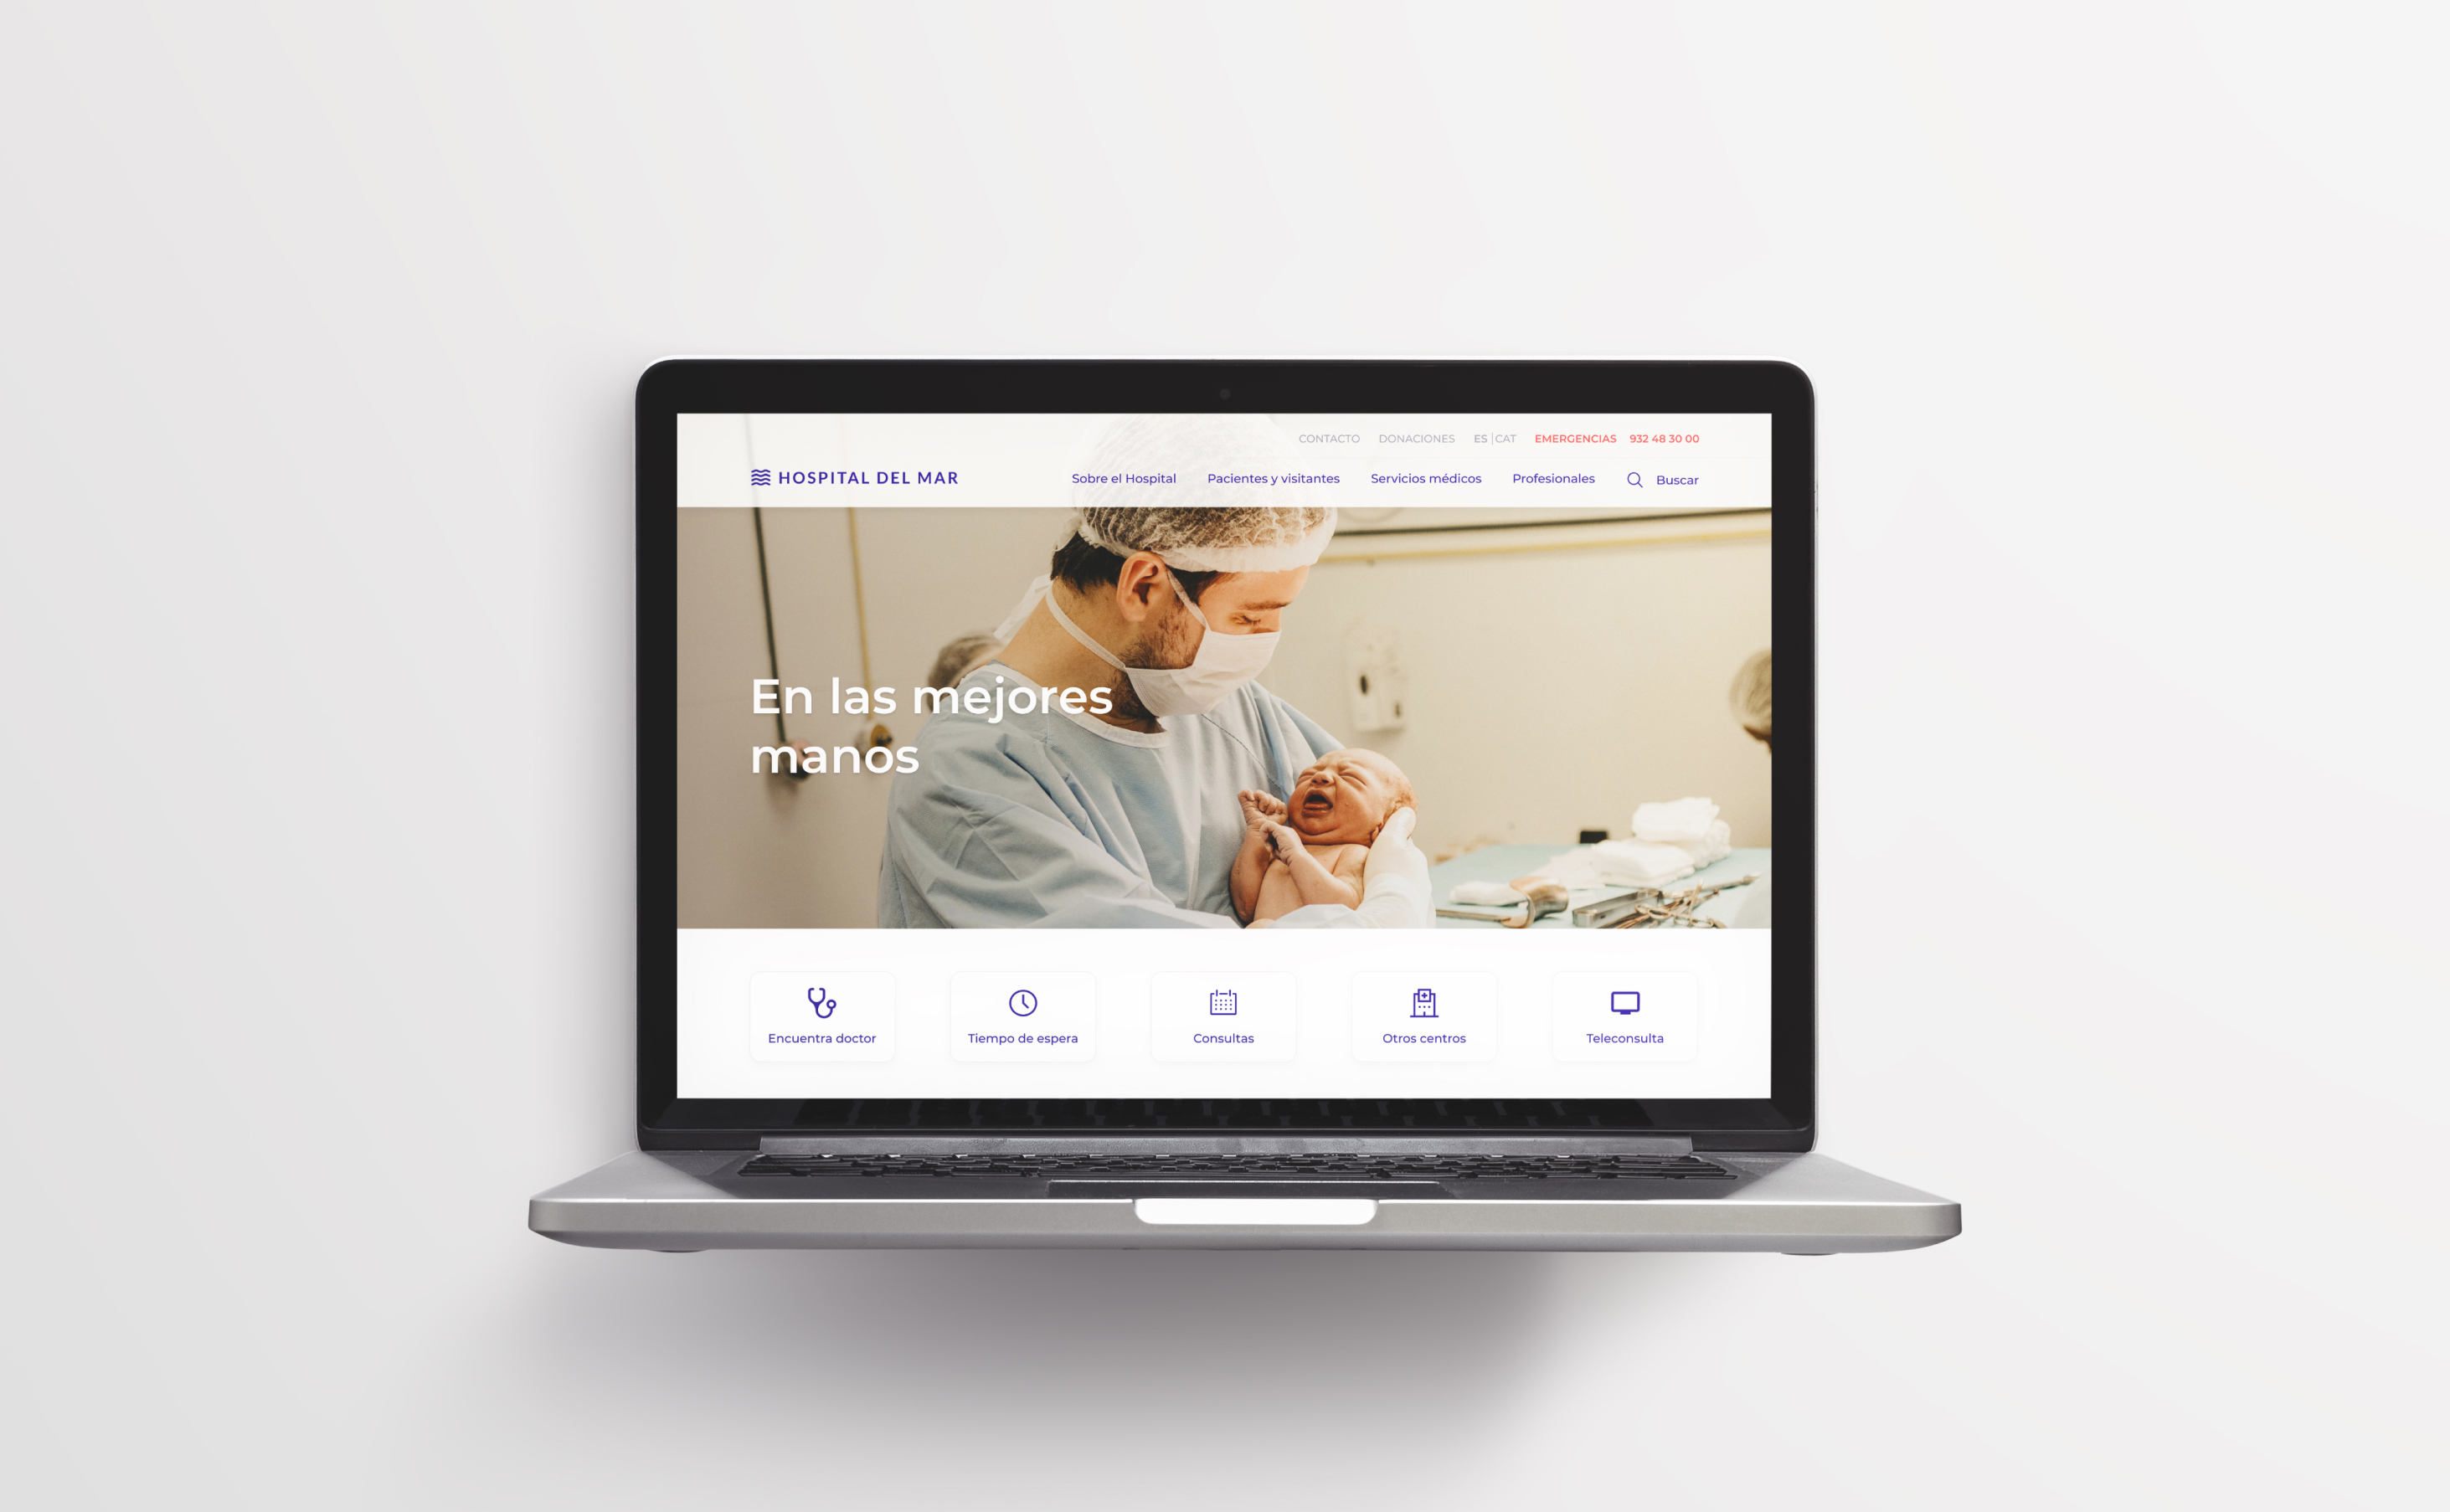 CONTACTO DONACIONES ES | CAT EMERGENCIAS 932 48 30 00
HOSPITAL DEL MAR Sobre el Hospital Pacientes y visitantes Servicios médicos Profesionales Buscar
En las mejores
manos
Encuentra doctor Tiempo de espera Consultas Otros centros Teleconsulta